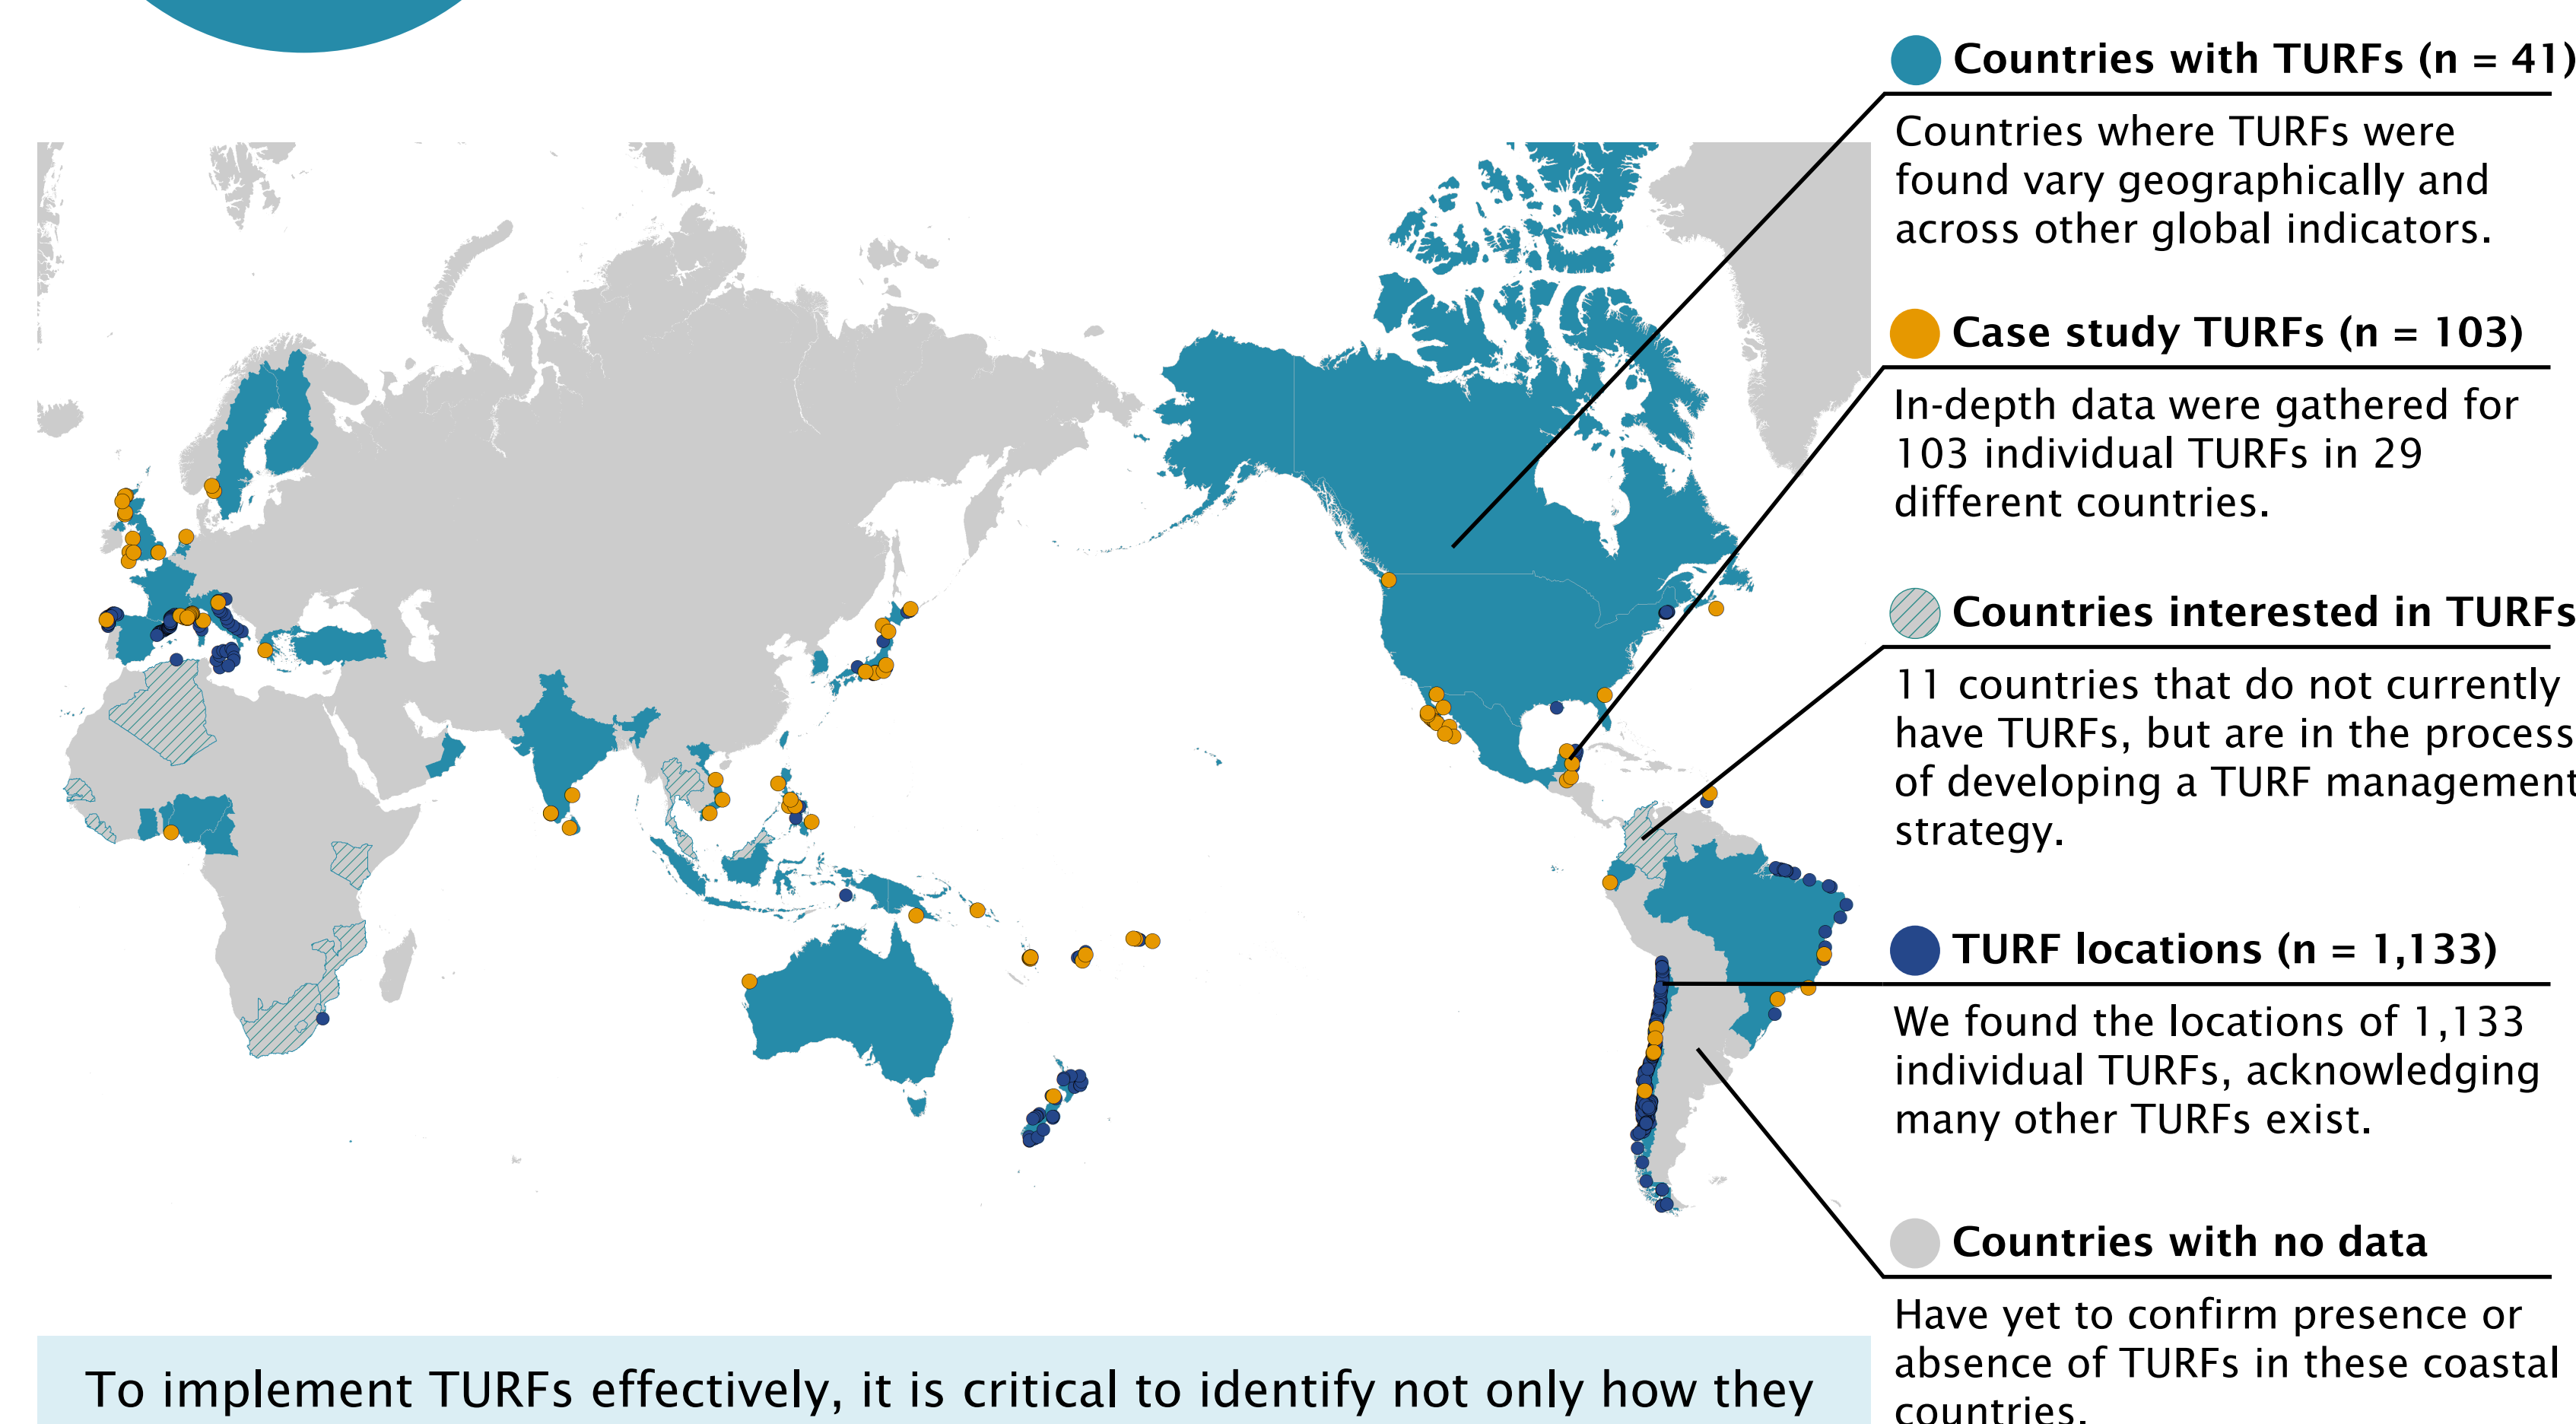 Countries with TURFs (n = 41)
Countries where TURFs were
found vary geographically and
across other global indicators.
Case study TURFs (n = 103)
In-depth data were gathered for
103 individual TURFs in 29
different countries.
Countries interested in TURFs
11 countries that do not currently
have TURFs, but are in the process
of developing a TURF management
strategy.
TURF locations (n = 1,133)
We found the locations of 1,133
individual TURFs, acknowledging
many other TURFs exist.
Countries with no data
Have yet to confirm presence or
absence of TURFs in these coastal
countries.
To implement TURFs effectively, it is critical to identify not only how they